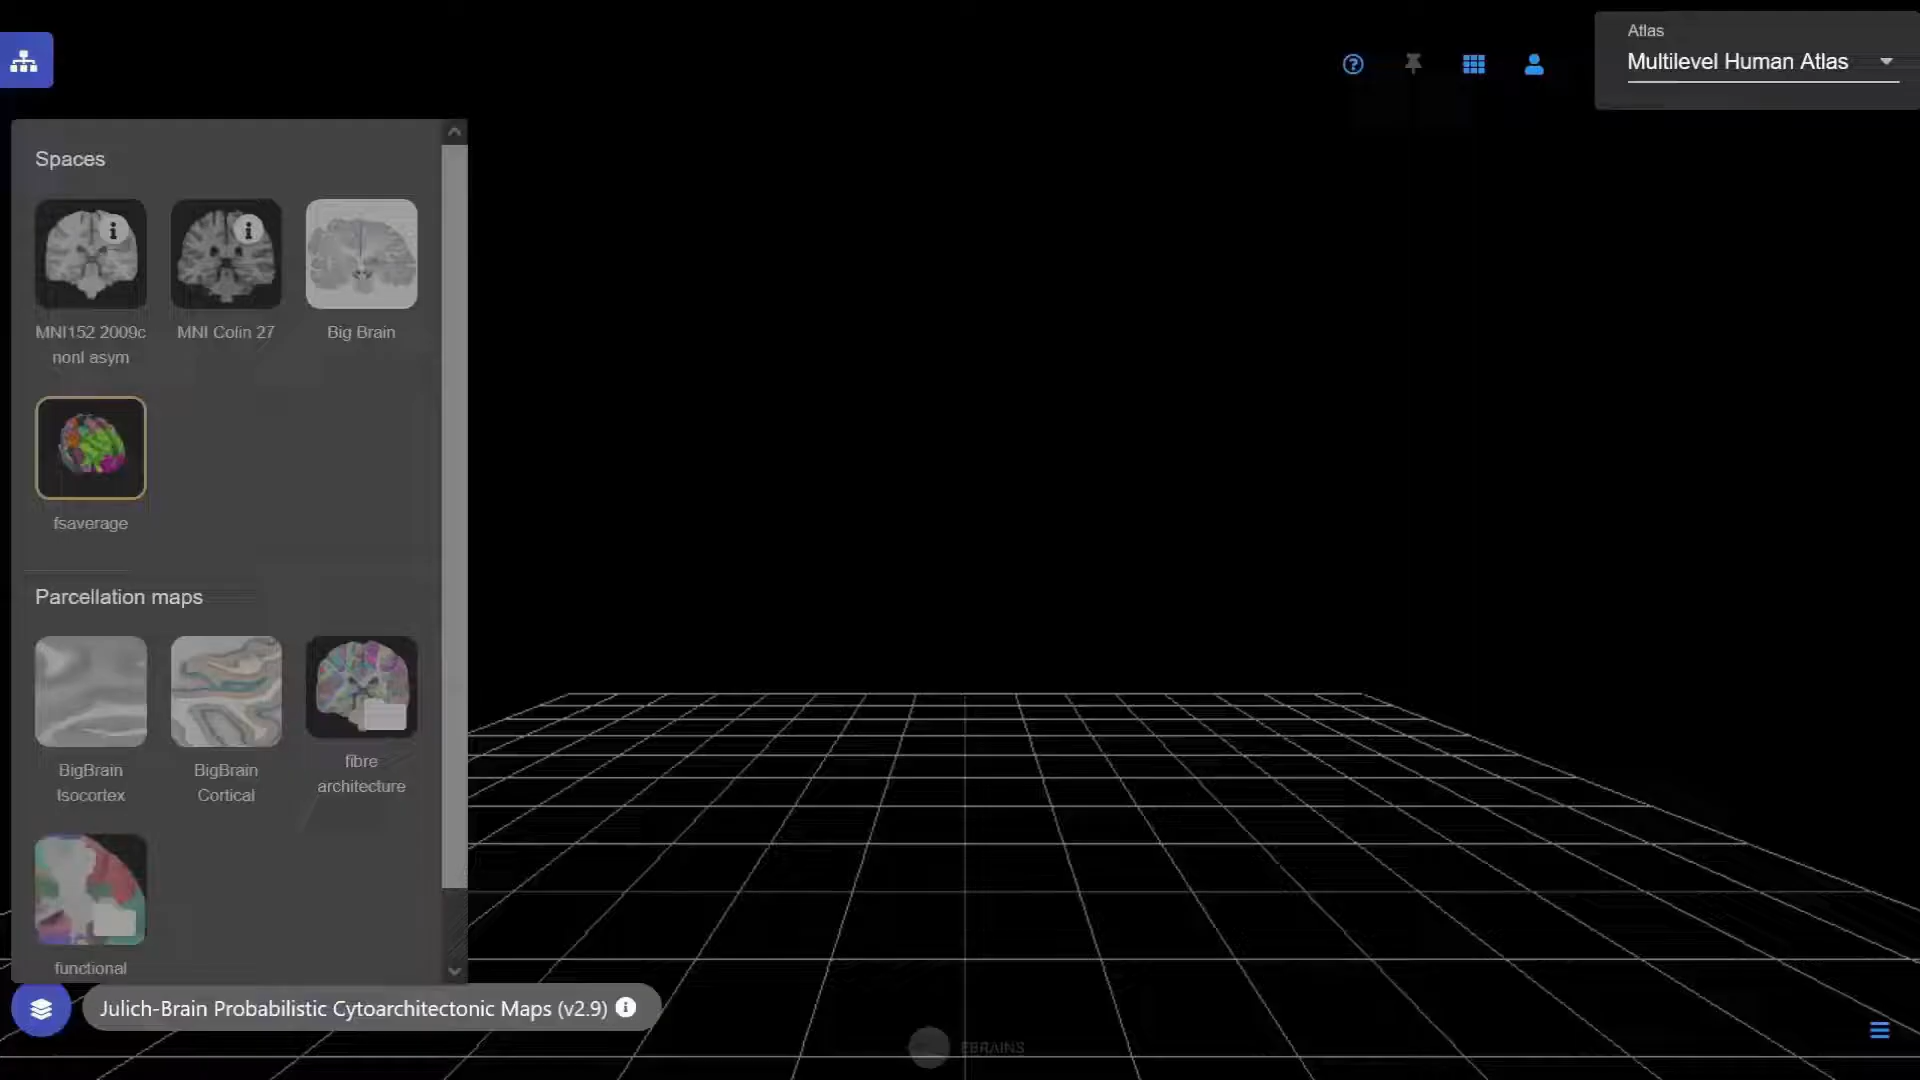 Atlas
Multilevel Human Atlas
Spaces
MNI152 2009c
nonl asym
MNI Colin 27
Big Brain
fsaverage
Parcellation maps
BigBrain
Isocortex
BigBrain
Cortical
fibre
architecture
functional
Julich-Brain Probabilistic Cytoarchitectonic Maps (v2.9)
EBRAINS